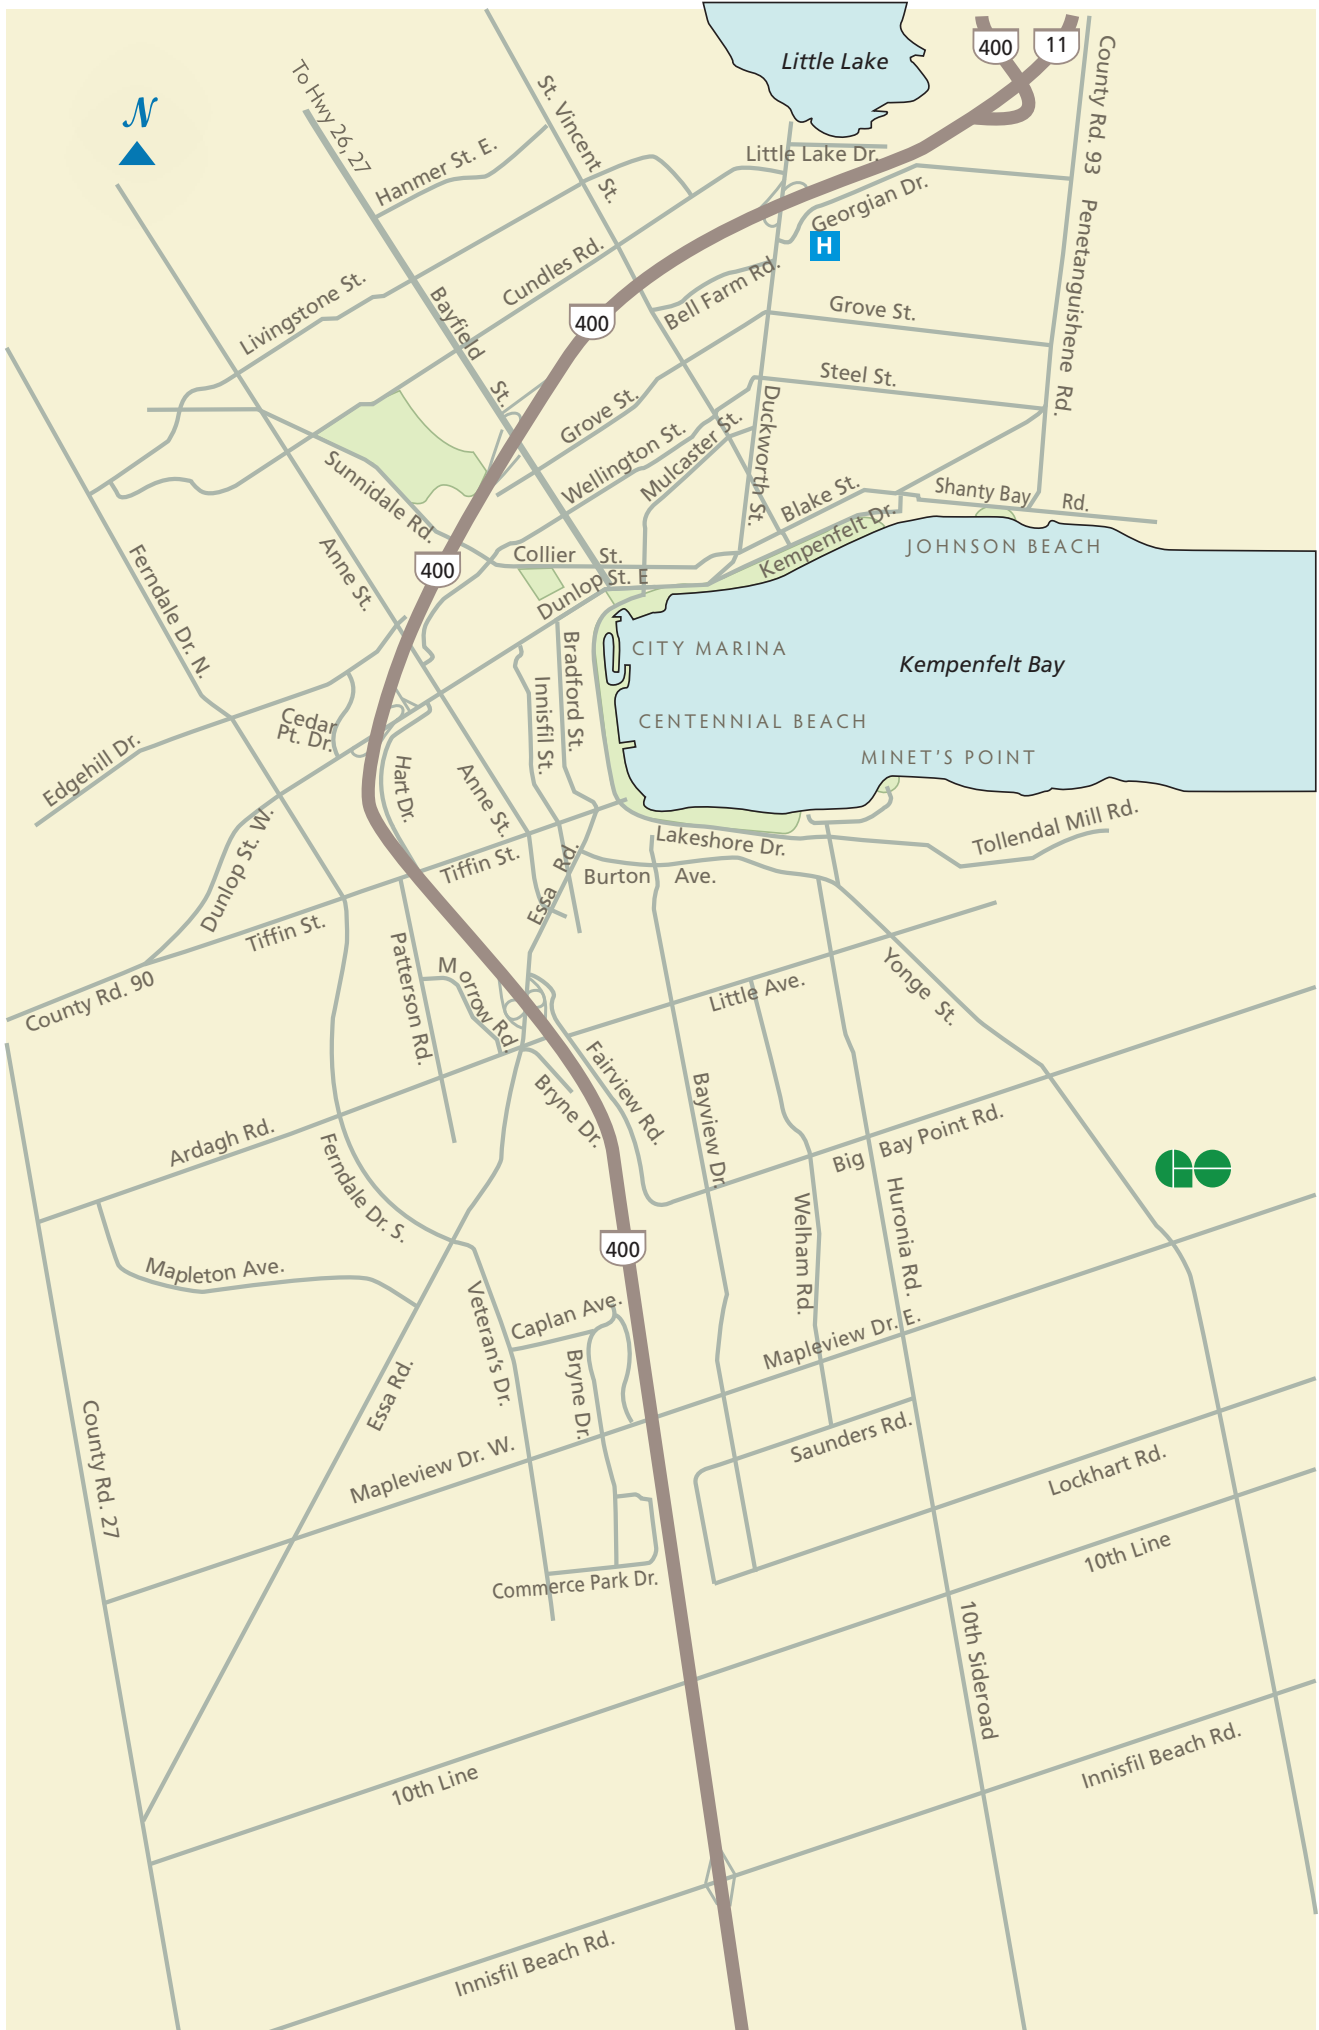 Little Lake
400
11
N
To Hwy 26, 27
St. Vincent St.
County Rd. 93
Hanmer St. E.
Little Lake Dr.
Georgian Dr.
H
Penetanguishene Rd.
Cundles Rd.
Bell Farm Rd.
Livingstone St.
Bayfield St.
400
Grove St.
Steel St.
Grove St.
Duckworth St.
Wellington St.
Mulcaster St.
Sunnidale Rd.
Blake St.
Shanty Bay Rd.
Kempenfelt Dr.
JOHNSON BEACH
Ferndale Dr. N.
Anne St.
400
Collier St.
Dunlop St. E
CITY MARINA
Kempenfelt Bay
Bradford St.
Innisfil St.
CENTENNIAL BEACH
MINET'S POINT
Cedar
Pt. Dr.
Edgehill Dr.
Hart Dr.
Anne St.
Dunlop St. W.
Lakeshore Dr.
Tollendal Mill Rd.
Tiffin St.
Essa Rd.
Burton Ave.
Tiffin St.
County Rd. 90
Patterson Rd.
Morrow Rd.
Little Ave.
Yonge St.
Fairview Rd.
Bryne Dr.
Bayview Dr.
Ardagh Rd.
Ferndale Dr. S.
Big Bay Point Rd.
Huronia Rd.
Welham Rd.
400
Mapleton Ave.
Veteran's Dr.
Caplan Ave.
Bryne Dr.
Mapleview Dr. E.
Essa Rd.
County Rd. 27
Mapleview Dr. W.
Saunders Rd.
Lockhart Rd.
10th Line
Commerce Park Dr.
10th Sideroad
10th Line
Innisfil Beach Rd.
Innisfil Beach Rd.